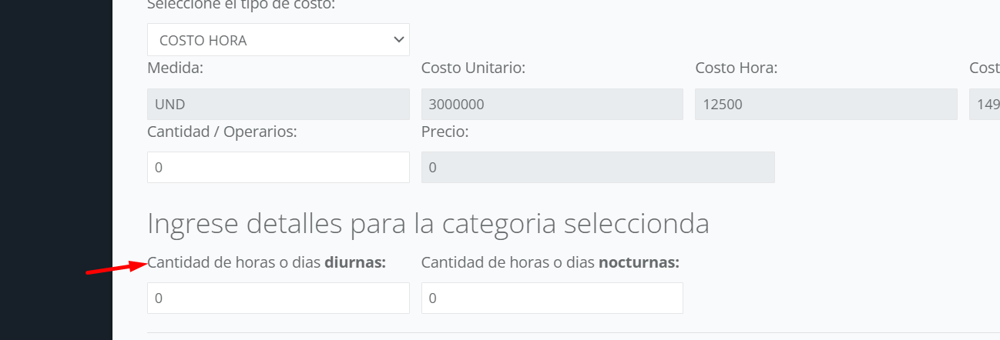 Seleccione el tipo de costo:
COSTO HORA
Medida: Costo Unitario: Costo Hora: Cost
UND 3000000 12500 149
Cantidad / Operarios: Precio:
0 0
Ingrese detalles para la categoria seleccionda
Cantidad de horas o dias diurnas: Cantidad de horas o dias nocturnas:
0 0